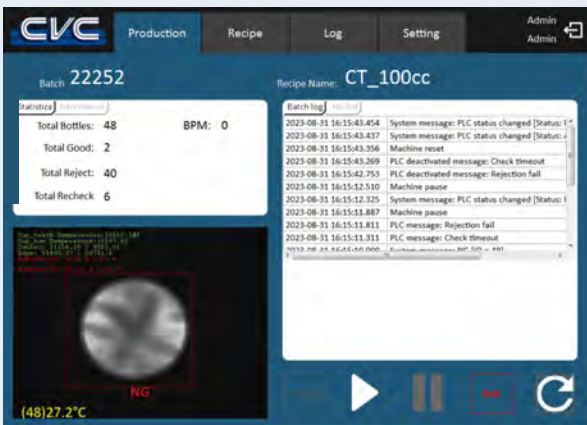 CVC
Production
Recipe
Log
Setting
Admin
Admin
Batch 22252
Recipe Name: CT_100cc
Statistics
Total Bottles: 48 BPM: 0
Total Good: 2
Total Reject: 40
Total Recheck 6
Batch log NG list
2023-08-31 16:15:43.454 System message: PLC status changed [Status:
2023-08-31 16:15:43.437 System message: PLC status changed [Status:
2023-08-31 16:15:43.356 Machine reset
2023-08-31 16:15:43.269 PLC deactivated message: Check timeout
2023-08-31 16:15:42.753 PLC deactivated message: Rejection fail
2023-08-31 16:15:12.510 Machine pause
2023-08-31 16:15:12.325 System message: PLC status changed [Status:
2023-08-31 16:15:11.887 Machine pause
2023-08-31 16:15:11.811 PLC message: Rejection fail
2023-08-31 16:15:11.311 PLC message: Check timeout
NG
(48)27.2°C